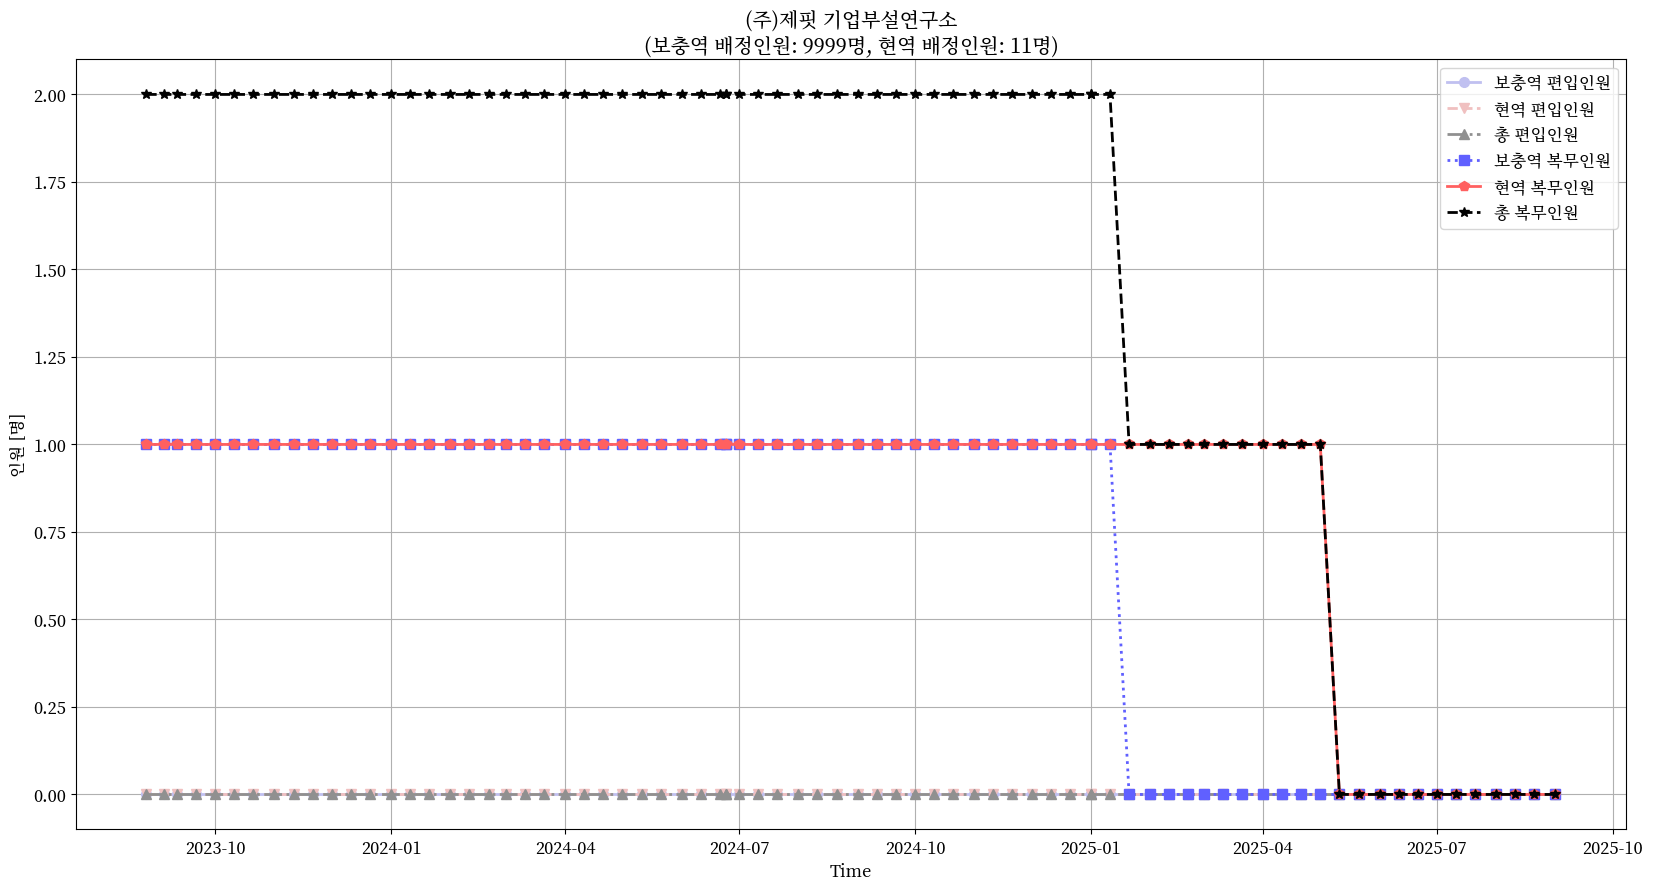 (주)제핏 기업부설연구소
(보충역 배정인원: 9999명, 현역 배정인원: 11명)
보충역 편입인원
현역 편입인원
총 편입인원
보충역 복무인원
현역 복무인원
총 복무인원
인원 [명]
2.00
1.75
1.50
1.25
1.00
0.75
0.50
0.25
0.00
2023-10
2024-01
2024-04
2024-07
2024-10
2025-01
2025-04
2025-07
2025-10
Time